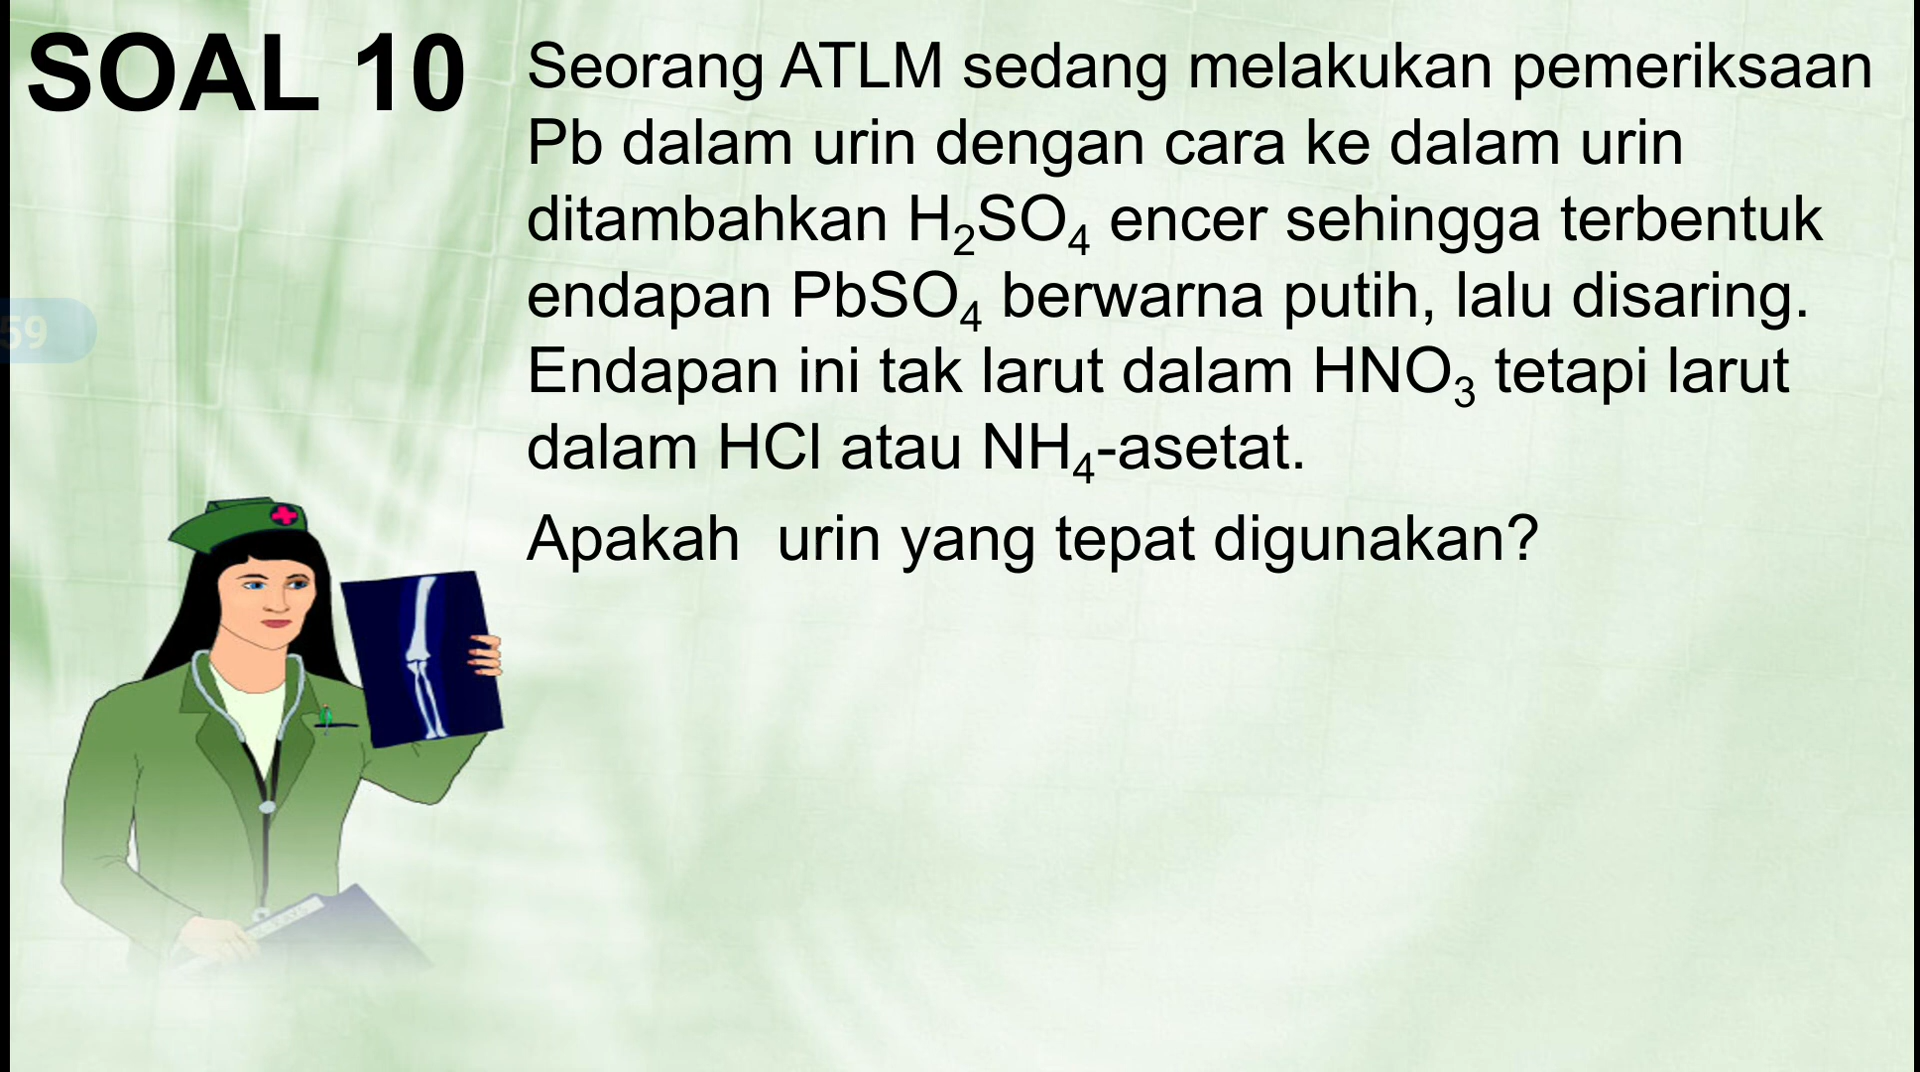 SOAL 10
Seorang ATLM sedang melakukan pemeriksaan
Pb dalam urin dengan cara ke dalam urin
ditambahkan H₂SO₄ encer sehingga terbentuk
endapan PbSO₄ berwarna putih, lalu disaring.
Endapan ini tak larut dalam HNO₃ tetapi larut
dalam HCl atau NH₄-asetat.
Apakah  urin yang tepat digunakan?
59